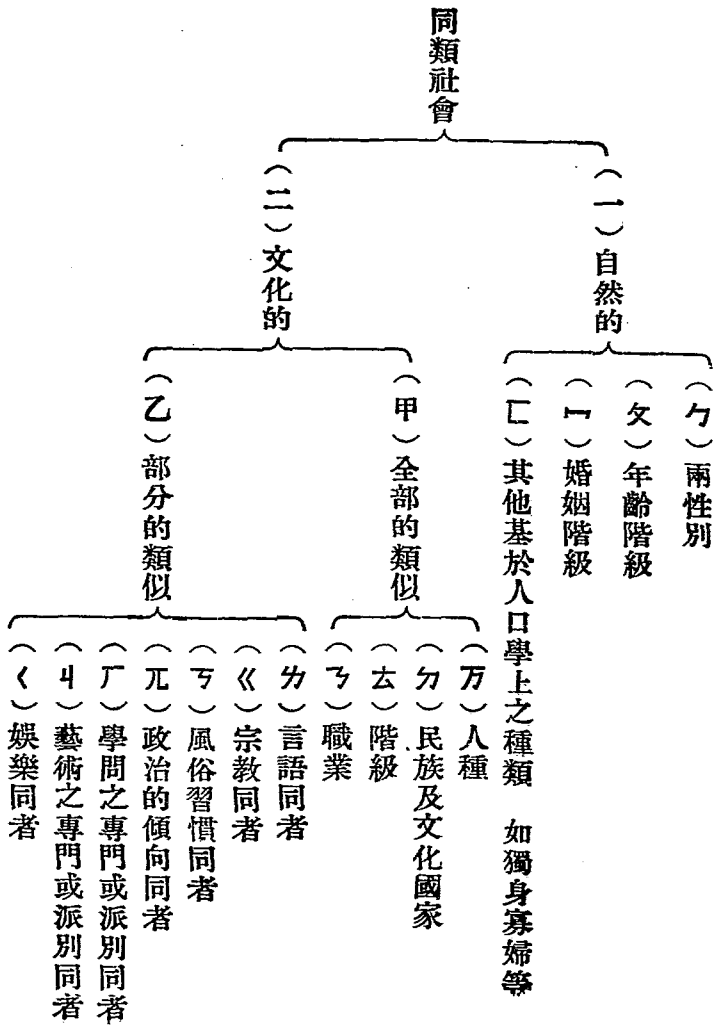 同類社會
（一）自然的
（ㄅ）兩性別
（ㄆ）年齡階級
（ㄇ）婚姻階級
（ㄈ）其他基於人口學上之種類　如獨身寡婦等
（二）文化的
（甲）全部的類似
（ㄪ）人種
（ㄉ）民族及文化國家
（ㄊ）階級
（ㄋ）職業
（乙）部分的類似
（ㄌ）言語同者
（ㄍ）宗教同者
（ㄎ）風俗習慣同者
（ㄫ）政治的傾向同者
（ㄏ）學問之專門或派別同者
（ㄐ）藝術之專門或派別同者
（ㄑ）娛樂同者